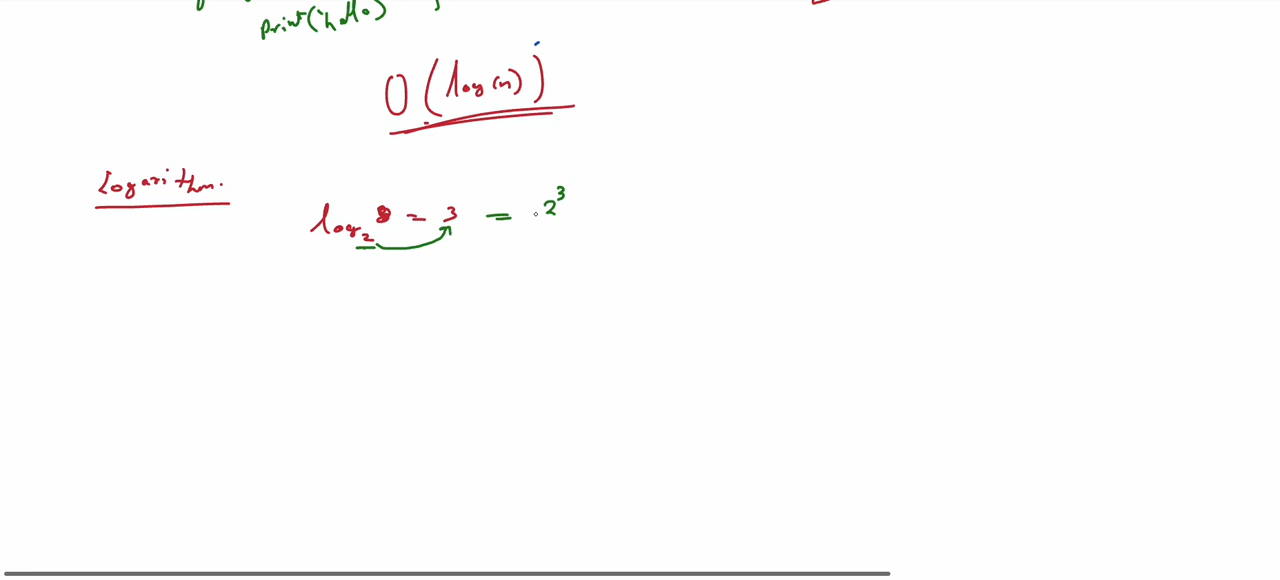 print('hello)
O(log(n))
Logarithm.
log₂ 8 = 3 = 2³